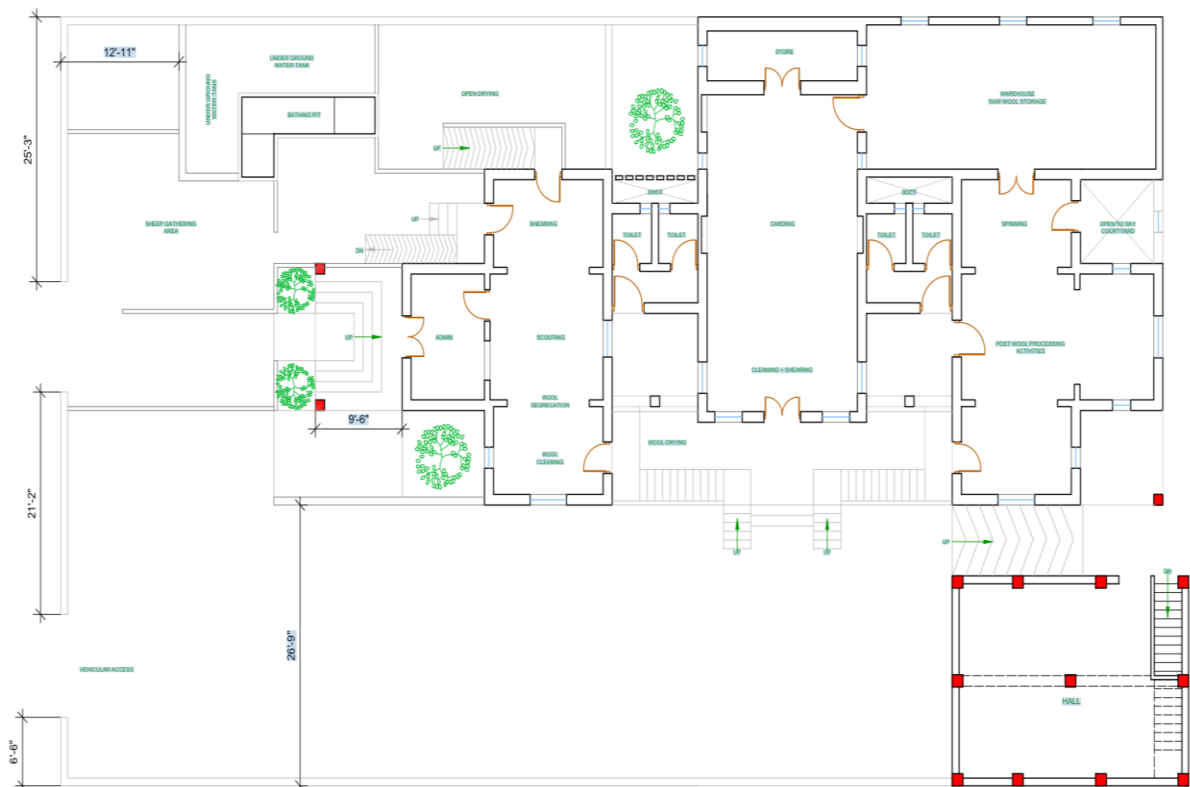 12'-11"
UNDER GROUND
WATER TANK
UNDER GROUND
WATER TANK
BATHING PIT
OPEN DRYING
STORE
WAREHOUSE
RAW WOOL STORAGE
25'-3"
UP
SHEEP GATHERING
AREA
UP
DN
SHEARING
DUCT
TOILET
TOILET
CARDING
DUCT
TOILET
TOILET
SPINNING
OPEN TO SKY
COURTYARD
UP
ADMIN
SCOURING
POST WOOL PROCESSING
ACTIVITIES
CLEANING + SHEARING
WOOL
SEGREGATION
9'-6"
WOOL DRYING
WOOL
CLEANING
21'-2"
UP
UP
UP
DN
26'-9"
VEHICULAR ACCESS
HALL
6'-6"